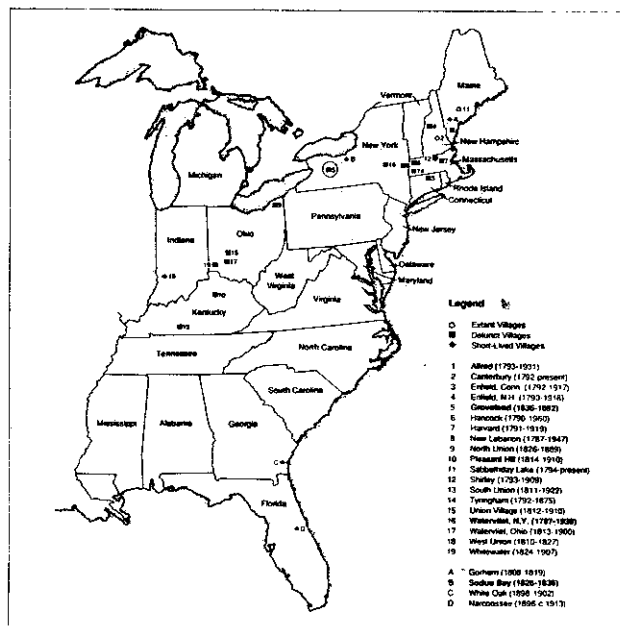 Maine
Vermont
New Hampshire
New York
Massachusetts
Michigan
Rhode Island
Connecticut
Pennsylvania
New Jersey
Ohio
Indiana
Delaware
Maryland
West Virginia
Virginia
Kentucky
North Carolina
Tennessee
South Carolina
Mississippi
Alabama
Georgia
Florida
Legend
Extant Villages
Defunct Villages
Short-Lived Villages
1 Alfred (1793-1931)
2 Canterbury (1792-present)
3 Enfield, Conn. (1792-1917)
4 Enfield, N.H. (1793-1918)
5 Groveland (1836-1892)
6 Hancock (1790-1960)
7 Harvard (1791-1919)
8 New Lebanon (1787-1947)
9 North Union (1826-1889)
10 Pleasant Hill (1814-1910)
11 Sabbathday Lake (1794-present)
12 Shirley (1793-1909)
13 South Union (1811-1922)
14 Tyringham (1792-1875)
15 Union Village (1812-1910)
16 Watervliet, N.Y. (1787-1938)
17 Watervliet, Ohio (1813-1900)
18 West Union (1810-1827)
19 Whitewater (1824-1907)
A Gorham (1808-1819)
B Sodus Bay (1826-1836)
C White Oak (1898-1902)
D Narcoossee (1896-c.1913)